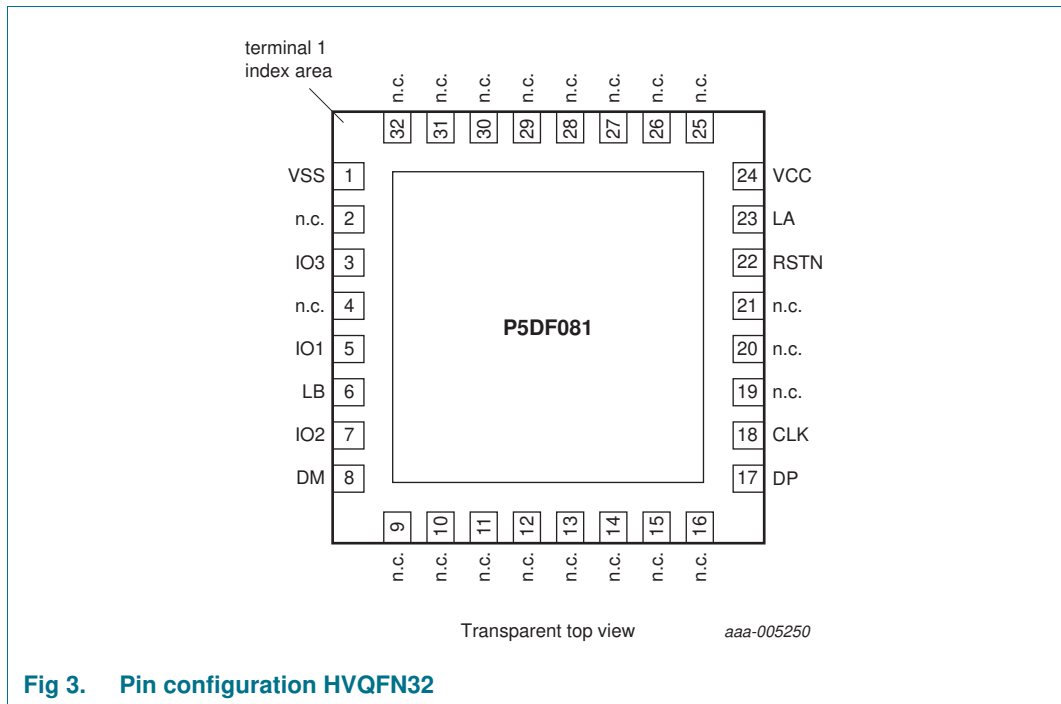 terminal 1
index area
n.c. n.c. n.c. n.c. n.c. n.c. n.c. n.c.
32 31 30 29 28 27 26 25
VSS 1 24 VCC
n.c. 2 23 LA
IO3 3 22 RSTN
n.c. 4 21 n.c.
P5DF081
IO1 5 20 n.c.
LB 6 19 n.c.
IO2 7 18 CLK
DM 8 17 DP
9 10 11 12 13 14 15 16
n.c. n.c. n.c. n.c. n.c. n.c. n.c. n.c.
Transparent top view aaa-005250
Fig 3. Pin configuration HVQFN32